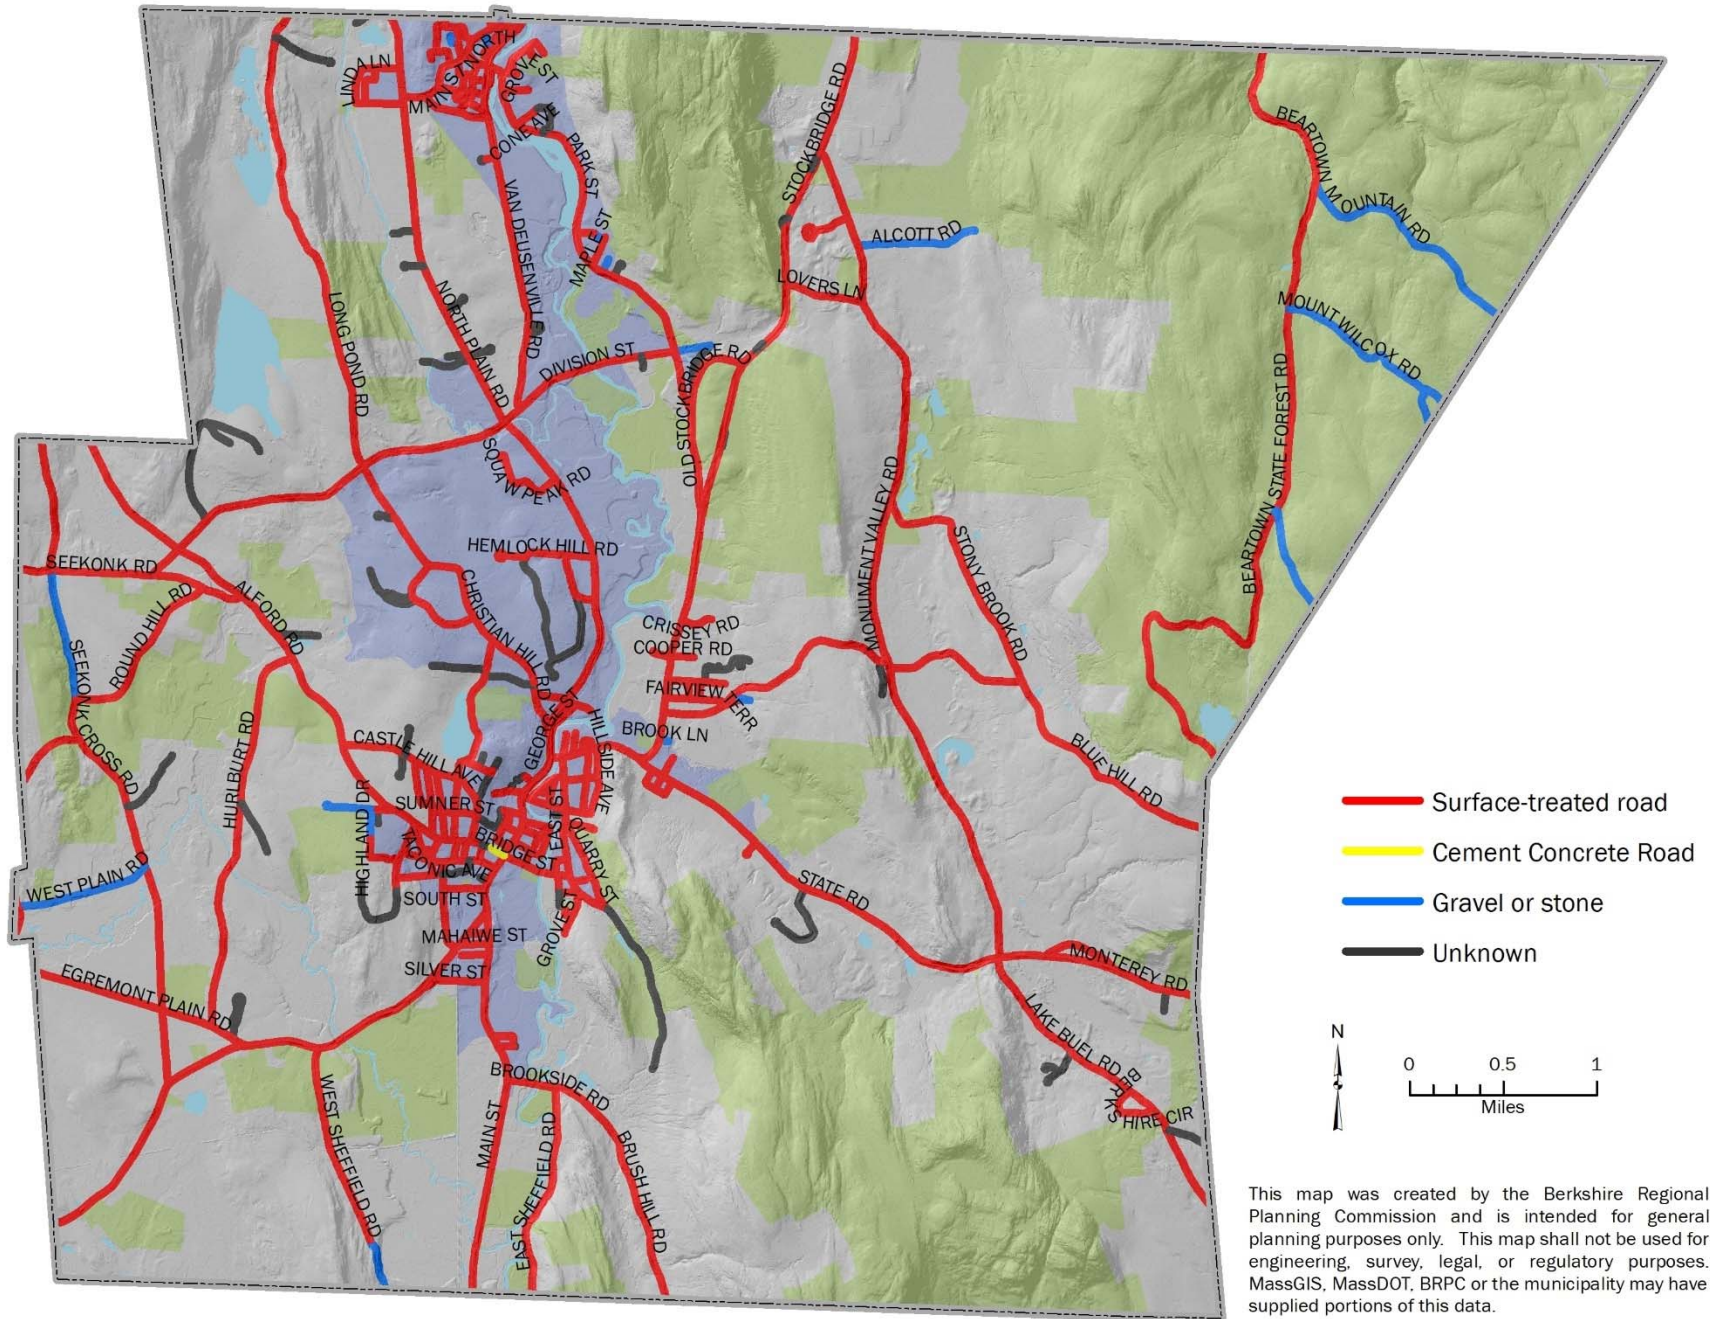 NORTH
LINDA LN
MAIN ST
GROVE ST
CONE AVE
PARK ST
STOCKBRIDGE RD
BEARTOWN MOUNTAIN RD
VAN DEUSENVILLE RD
MAPLE ST
ALCOTT RD
LOVERS LN
LONG POND RD
NORTH PLAIN RD
MOUNT WILCOX RD
DIVISION ST
OLD STOCKBRIDGE RD
BEARTOWN STATE FOREST RD
SQUAW PEAK RD
MONUMENT VALLEY RD
HEMLOCK HILL RD
STONY BROOK RD
SEEKONK RD
ROUND HILL RD
ALFORD RD
CHRISTIAN HILL RD
CRISSEY RD
COOPER RD
SEEKONK CROSS RD
FAIRVIEW TERR
GEORGE ST
HILLSIDE AVE
BROOK LN
HURLBURT RD
CASTLE HILL AVE
BLUE HILL RD
SUMNER ST
HIGHLAND DR
TACONIC AVE
BRIDGE ST
EAST ST
QUARRY ST
WEST PLAIN RD
STATE RD
SOUTH ST
GROVE ST
MAHAIWE ST
SILVER ST
MONTEREY RD
EGREMONT PLAIN RD
LAKE BUEL RD
BERKSHIRE CIR
BROOKSIDE RD
WEST SHEFFIELD RD
MAIN ST
EAST SHEFFIELD RD
BRUSH HILL RD
Surface-treated road
Cement Concrete Road
Gravel or stone
Unknown
N
0 0.5 1
Miles
This map was created by the Berkshire Regional
Planning Commission and is intended for general
planning purposes only. This map shall not be used for
engineering, survey, legal, or regulatory purposes.
MassGIS, MassDOT, BRPC or the municipality may have
supplied portions of this data.